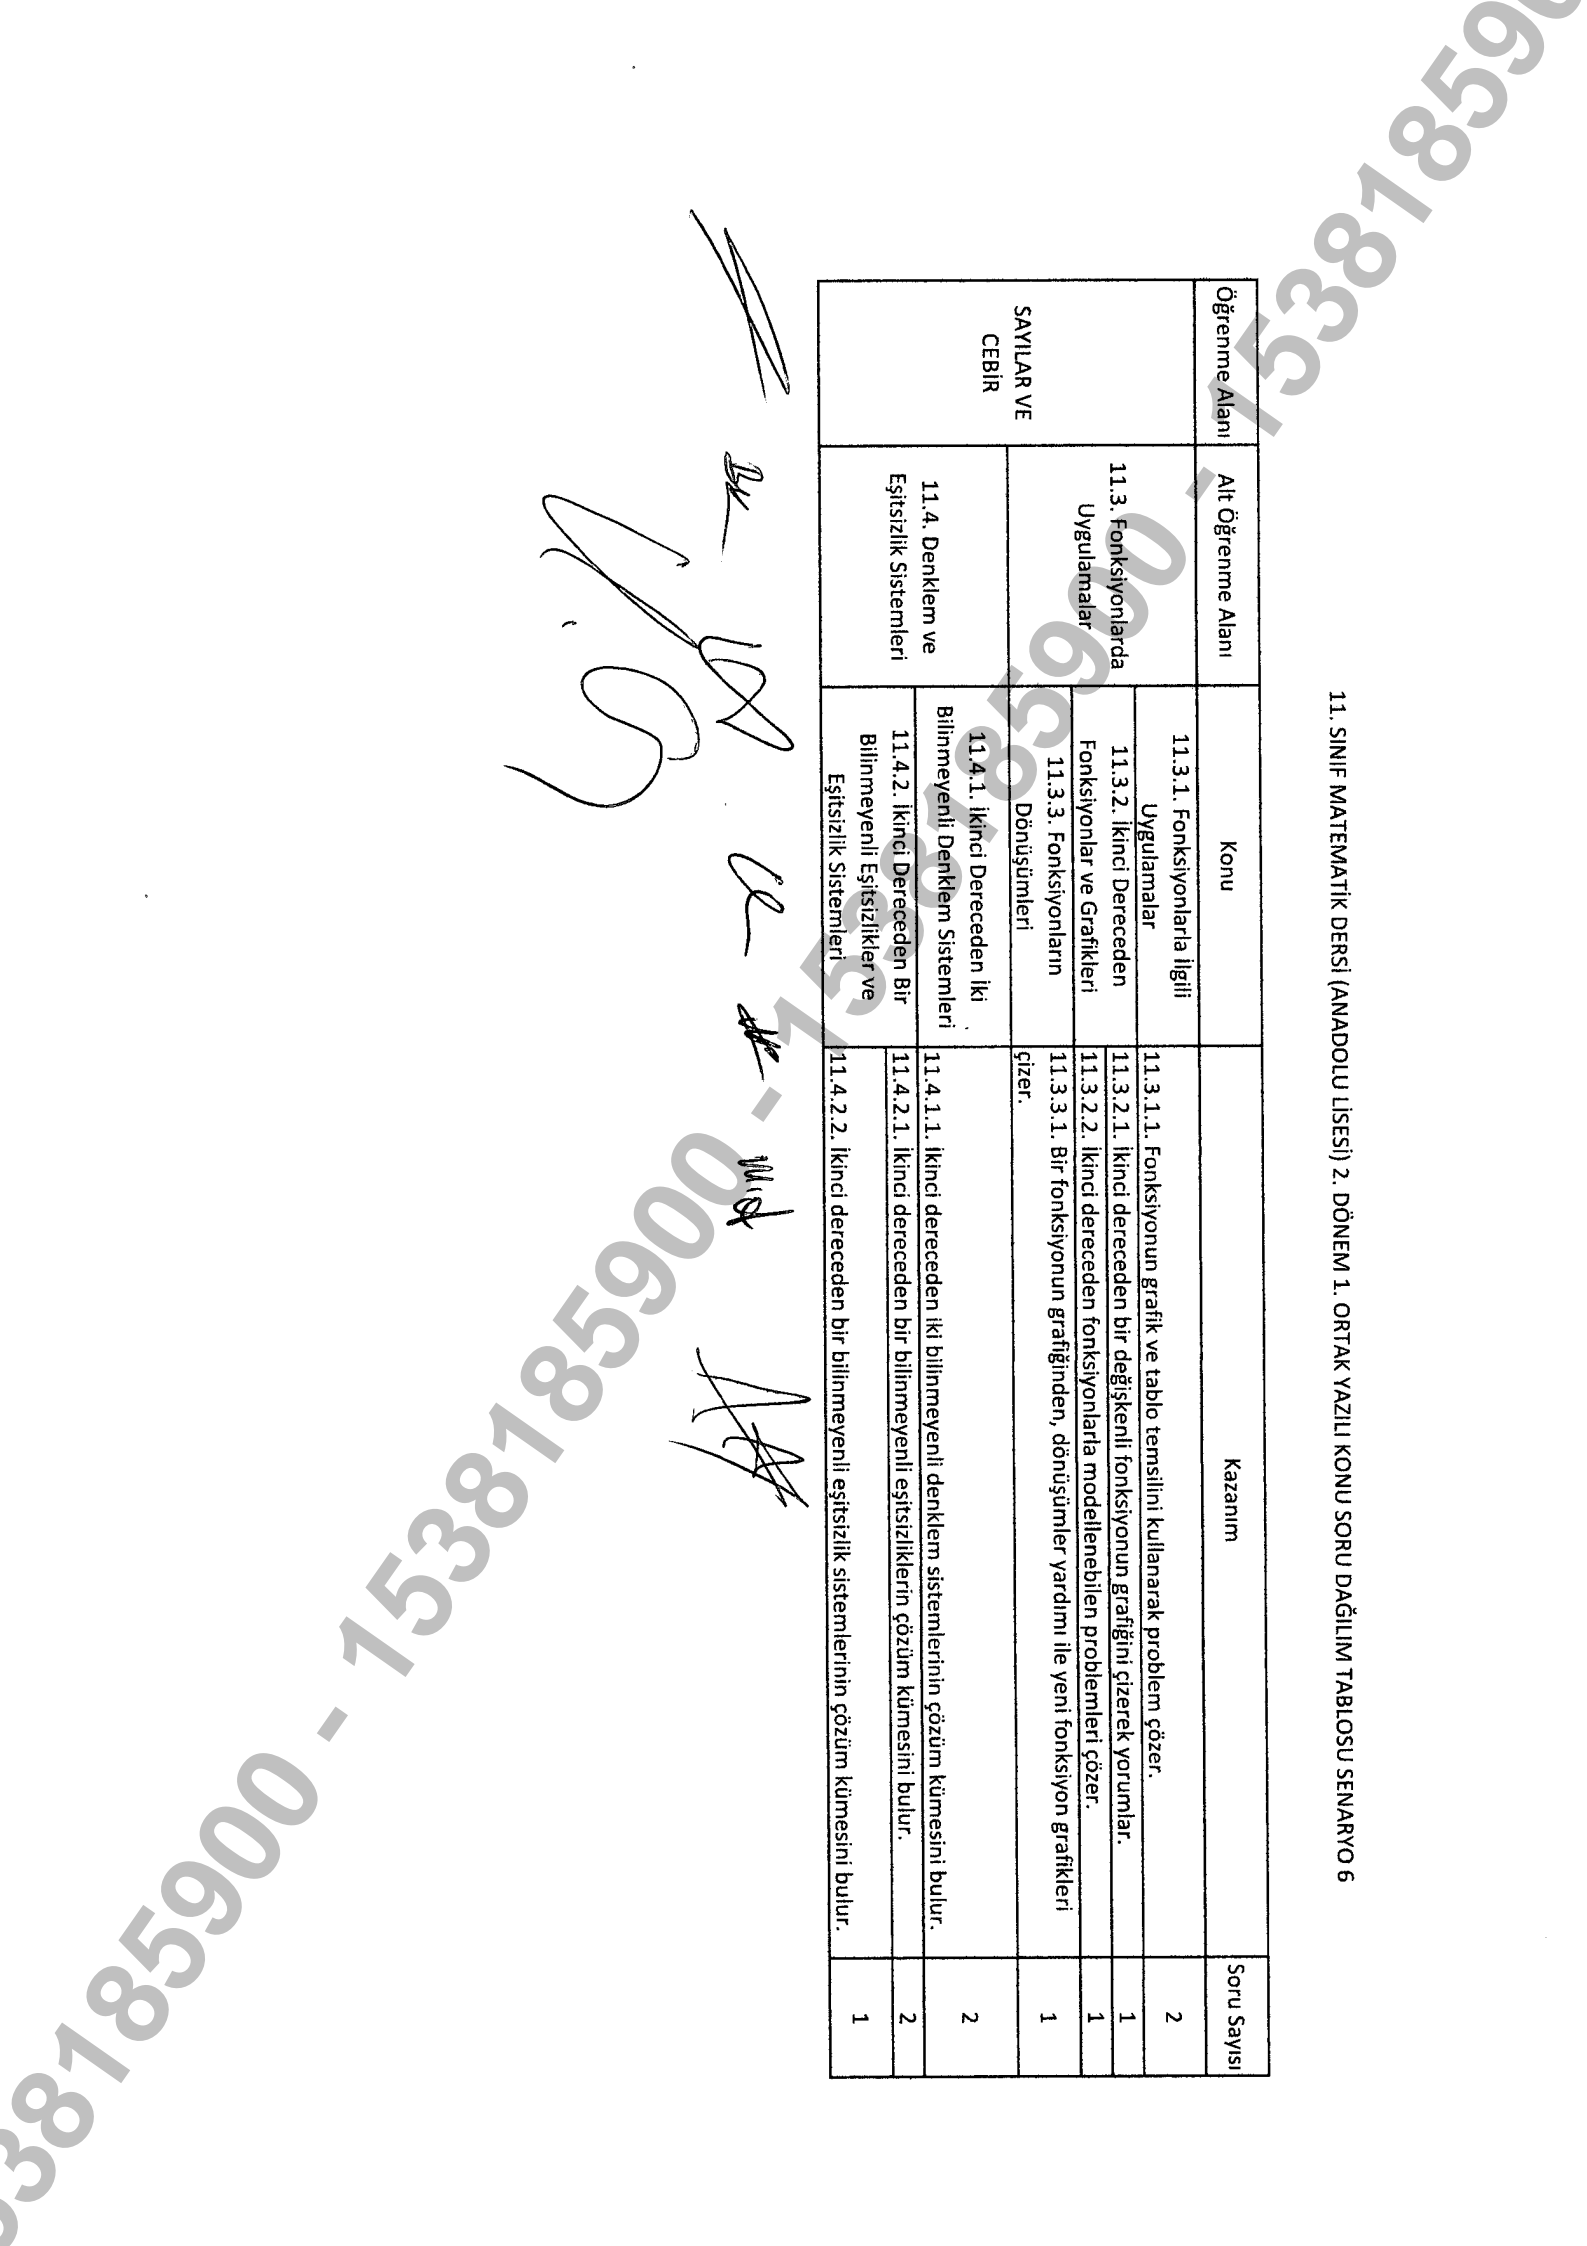 11. SINIF MATEMATİK DERSİ (ANADOLU LİSESİ) 2. DÖNEM 1. ORTAK YAZILI KONU SORU DAĞILIM TABLOSU SENARYO 6
Öğrenme Alanı
Alt Öğrenme Alanı
Konu
Kazanım
Soru Sayısı
SAYILAR VE
CEBİR
11.3. Fonksiyonlarda
Uygulamalar
11.3.1. Fonksiyonlarla İlgili
Uygulamalar
11.3.1.1. Fonksiyonun grafik ve tablo temsilini kullanarak problem çözer.
2
11.3.2. İkinci Dereceden
Fonksiyonlar ve Grafikleri
11.3.2.1. İkinci dereceden bir değişkenli fonksiyonun grafiğini çizerek yorumlar.
1
11.3.2.2. İkinci dereceden fonksiyonlarla modellenebilen problemleri çözer.
1
11.3.3. Fonksiyonların
Dönüşümleri
11.3.3.1. Bir fonksiyonun grafiğinden, dönüşümler yardımı ile yeni fonksiyon grafikleri
çizer.
1
11.4. Denklem ve
Eşitsizlik Sistemleri
11.4.1. İkinci Dereceden İki
Bilinmeyenli Denklem Sistemleri
11.4.1.1. İkinci dereceden iki bilinmeyenli denklem sistemlerinin çözüm kümesini bulur.
2
11.4.2. İkinci Dereceden Bir
Bilinmeyenli Eşitsizlikler ve
Eşitsizlik Sistemleri
11.4.2.1. İkinci dereceden bir bilinmeyenli eşitsizliklerin çözüm kümesini bulur.
2
11.4.2.2. İkinci dereceden bir bilinmeyenli eşitsizlik sistemlerinin çözüm kümesini bulur.
1
1538185900 - 1538185900 - 1538185900 - 1538185900